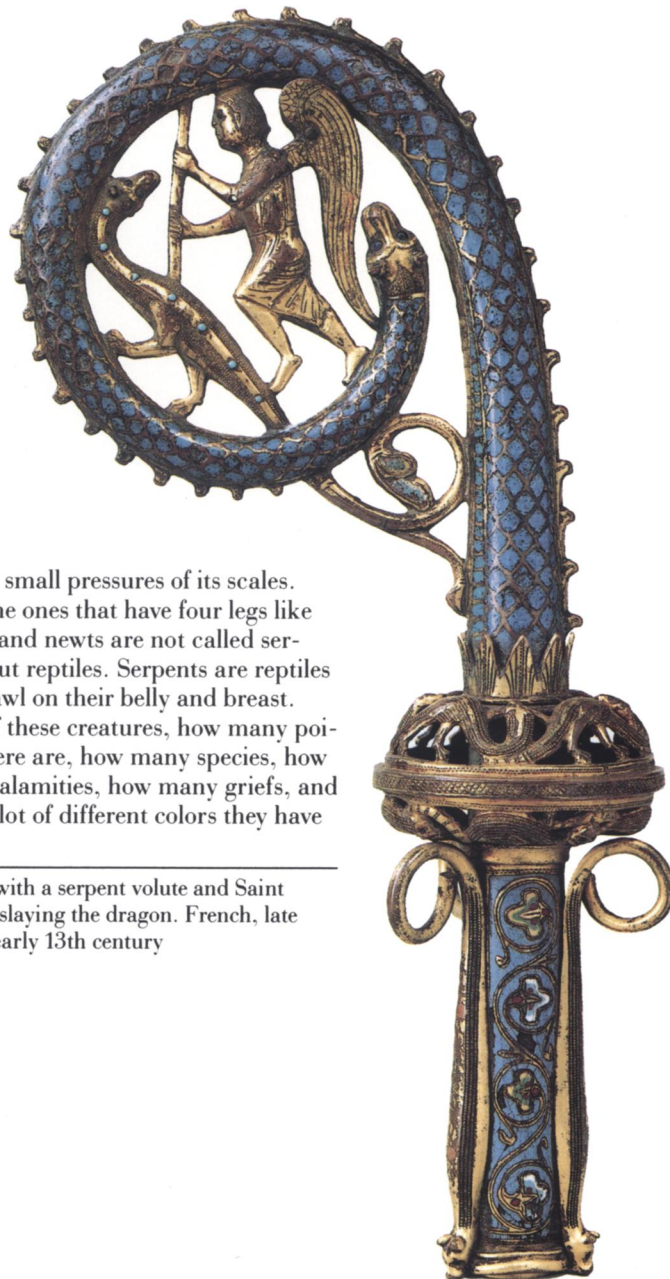 small pressures of its scales.
ne ones that have four legs like
and newts are not called ser-
ut reptiles. Serpents are reptiles
awl on their belly and breast.
f these creatures, how many poi-
ere are, how many species, how
alamities, how many griefs, and
lot of different colors they have
with a serpent volute and Saint
slaying the dragon. French, late
early 13th century